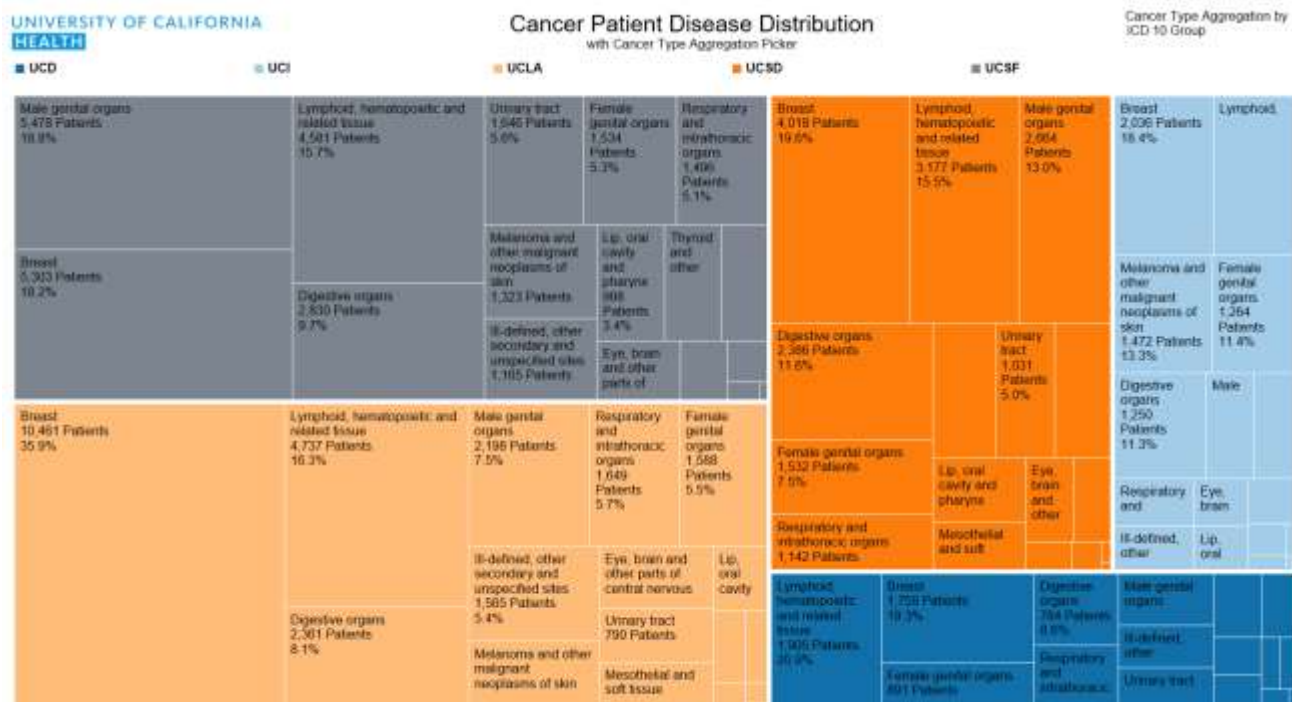 UNIVERSITY OF CALIFORNIA
HEALTH
Cancer Patient Disease Distribution
with Cancer Type Aggregation Picker
Cancer Type Aggregation by
ICD 10 Group
UCD
UCI
UCLA
UCSD
UCSF
Male genital organs
5,478 Patients
18.8%
Lymphoid, hematopoietic and
related tissue
4,581 Patients
15.7%
Urinary tract
1,646 Patients
5.6%
Female
genital organs
1,534
Patients
5.3%
Respiratory
and
intrathoracic
organs
1,496
Patients
5.1%
Breast
5,303 Patients
18.2%
Digestive organs
2,830 Patients
9.7%
Melanoma and
other malignant
neoplasms of
skin
1,323 Patients
Lip, oral
cavity
and
pharynx
Patients
3.4%
Thyroid
and
other
Ill-defined, other
secondary and
unspecified sites
1,165 Patients
Eye, brain
and other
parts of
Breast
10,461 Patients
35.9%
Lymphoid, hematopoietic and
related tissue
4,737 Patients
16.3%
Male genital
organs
2,198 Patients
7.5%
Respiratory
and
intrathoracic
organs
1,649
Patients
5.7%
Female
genital
organs
1,588
Patients
5.5%
Digestive organs
2,361 Patients
8.1%
Ill-defined, other
secondary and
unspecified sites
1,565 Patients
5.4%
Eye, brain and
other parts of
central nervous
Lip,
oral
cavity
Urinary tract
790 Patients
Melanoma and other
malignant
neoplasms of skin
Mesothelial and
soft tissue
Breast
4,018 Patients
19.6%
Lymphoid,
hematopoietic
and related
tissue
3,177 Patients
15.5%
Male genital
organs
2,664
Patients
13.0%
Digestive organs
2,386 Patients
11.6%
Urinary
tract
1,031
Patients
5.0%
Female genital organs
1,532 Patients
7.5%
Lip, oral
cavity and
pharynx
Eye,
brain
and
other
Respiratory and
intrathoracic organs
1,142 Patients
Mesothelial
and soft
Breast
2,036 Patients
18.4%
Lymphoid,
Melanoma and
other
malignant
neoplasms of
skin
1,472 Patients
13.3%
Female
genital
organs
1,264
Patients
11.4%
Digestive
organs
1,250
Patients
11.3%
Male
Respiratory
and
Eye,
brain
Ill-defined,
other
Lip,
oral
Lymphoid,
hematopoietic
and related
tissue
1,905 Patients
20.9%
Breast
1,759 Patients
19.3%
Digestive
organs
784 Patients
8.6%
Male genital
organs
Ill-defined,
other
Female genital organs
691 Patients
Respiratory
and
intrathoracic
Urinary tract